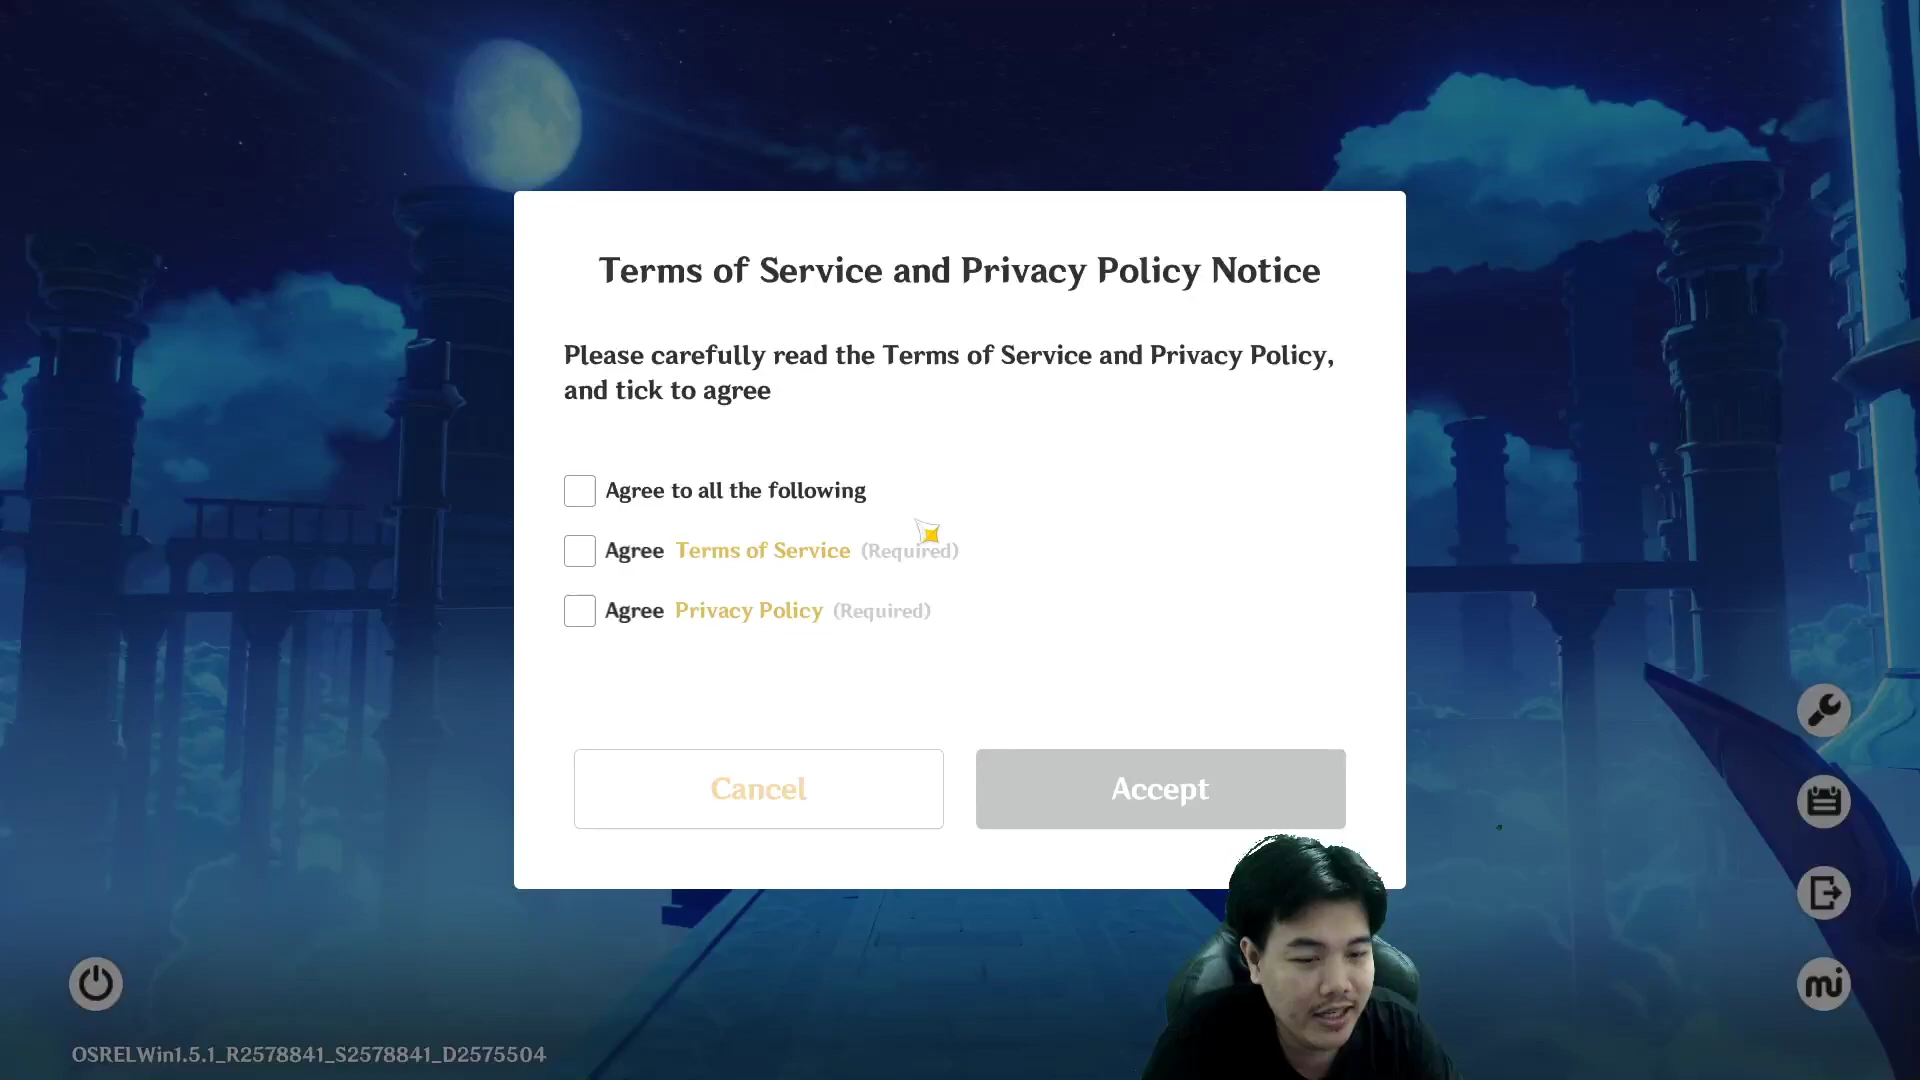 Terms of Service and Privacy Policy Notice
Please carefully read the Terms of Service and Privacy Policy,
and tick to agree
Agree to all the following
Agree Terms of Service (Required)
Agree Privacy Policy (Required)
Cancel
Accept
mi
OSRELWin1.5.1_R2578841_S2578841_D2575504